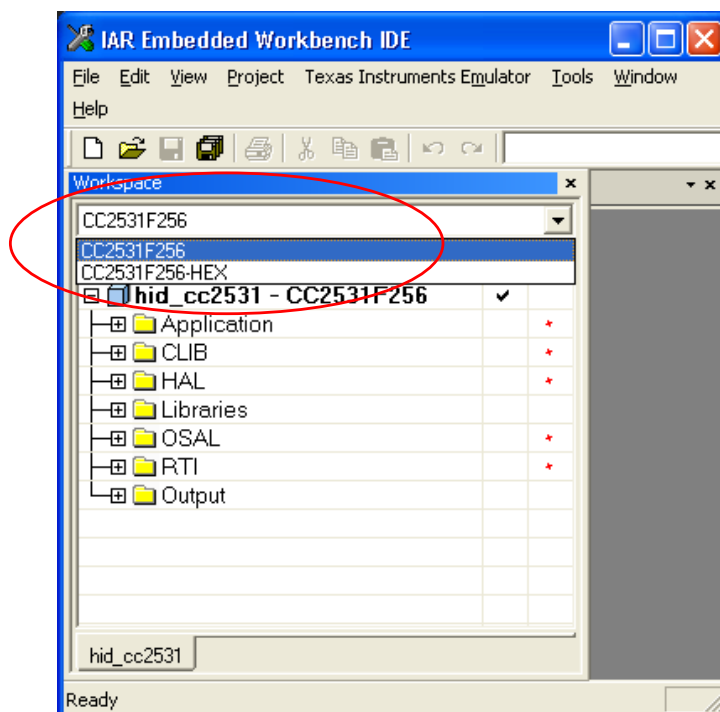 IAR Embedded Workbench IDE
File Edit View Project Texas Instruments Emulator Tools Window
Help
Workspace
CC2531F256
CC2531F256
CC2531F256-HEX
hid_cc2531 - CC2531F256
Application
CLIB
HAL
Libraries
OSAL
RTI
Output
hid_cc2531
Ready